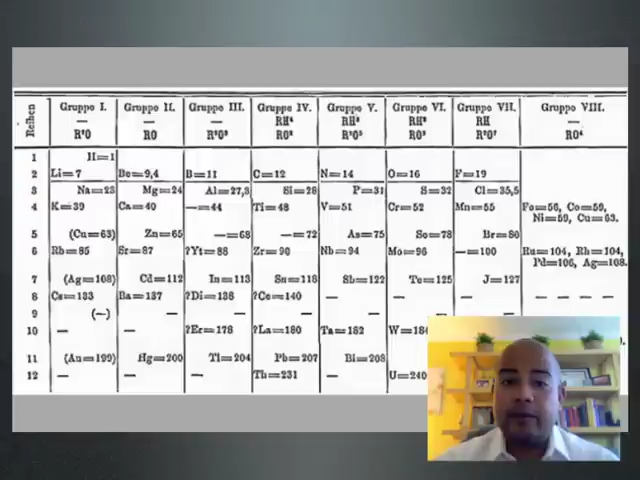 Reihen Gruppe I. — R²O Gruppe II. — RO Gruppe III. — R²O³ Gruppe IV. RH⁴ RO² Gruppe V. RH³ R²O⁵ Gruppe VI. RH² RO³ Gruppe VII. RH R²O⁷ Gruppe VIII. — RO⁴
1 H=1
2 Li=7 Be=9,4 B=11 C=12 N=14 O=16 F=19
3 Na=23 Mg=24 Al=27,3 Si=28 P=31 S=32 Cl=35,5
4 K=39 Ca=40 —=44 Ti=48 V=51 Cr=52 Mn=55 Fo=56, Co=59, Ni=59, Cu=63.
5 (Cu=63) Zn=65 —=68 —=72 As=75 So=78 Br=80
6 Rb=85 Sr=87 ?Yt=88 Zr=90 Nb=94 Mo=96 —=100 Ru=104, Rh=104, Pd=106, Ag=108.
7 (Ag=108) Cd=112 In=113 Sn=118 Sb=122 Te=125 J=127
8 Cs=133 Ba=137 ?Di=138 ?Ce=140 — — — — — — —
9 (—) — — — — — —
10 — — ?Er=178 ?La=180 Ta=182 W=184
11 (Au=199) Hg=200 Tl=204 Pb=207 Bi=208
12 — — — Th=231 — U=240